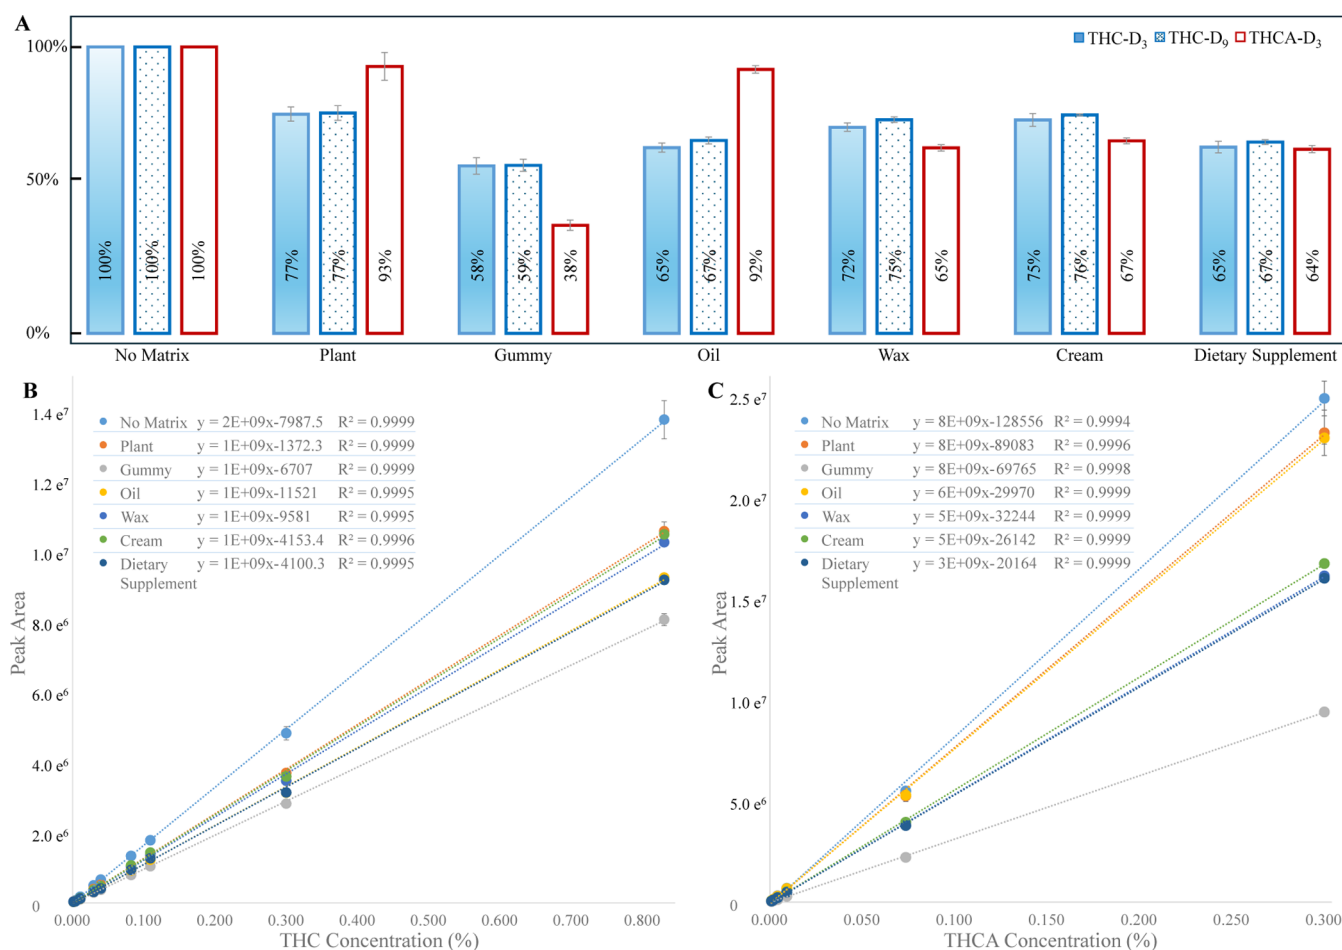 A
THC-D₃ THC-D₉ THCA-D₃
100%
50%
0%
100% 100% 100% 77% 77% 93% 58% 59% 38% 65% 67% 92% 72% 75% 65% 75% 76% 67% 65% 67% 64%
No Matrix Plant Gummy Oil Wax Cream Dietary Supplement
B
No Matrix y = 2E+09x-7987.5 R² = 0.9999
Plant y = 1E+09x-1372.3 R² = 0.9999
Gummy y = 1E+09x-6707 R² = 0.9999
Oil y = 1E+09x-11521 R² = 0.9995
Wax y = 1E+09x-9581 R² = 0.9995
Cream y = 1E+09x-4153.4 R² = 0.9996
Dietary y = 1E+09x-4100.3 R² = 0.9995
Supplement
Peak Area
1.4 e⁷
1.2 e⁷
1.0 e⁷
8.0 e⁶
6.0 e⁶
4.0 e⁶
2.0 e⁶
0
0.000 0.100 0.300 0.400 0.500 0.600 0.700 0.800
THC Concentration (%)
C
No Matrix y = 8E+09x-128556 R² = 0.9994
Plant y = 8E+09x-89083 R² = 0.9996
Gummy y = 8E+09x-69765 R² = 0.9998
Oil y = 6E+09x-29970 R² = 0.9999
Wax y = 5E+09x-32244 R² = 0.9999
Cream y = 5E+09x-26142 R² = 0.9999
Dietary y = 3E+09x-20164 R² = 0.9999
Supplement
Peak Area
2.5 e⁷
2.0 e⁷
1.5 e⁷
1.0 e⁷
5.0 e⁶
0
0.000 0.050 0.100 0.150 0.200 0.250 0.300
THCA Concentration (%)